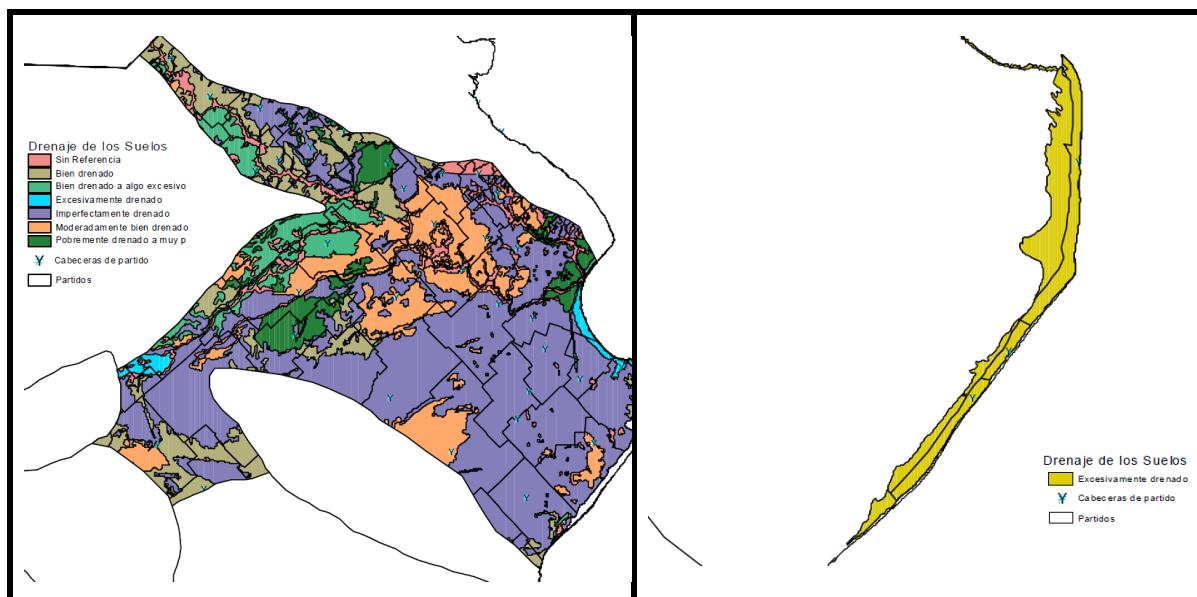 Drenaje de los Suelos
Sin Referencia
Bien drenado
Bien drenado a algo excesivo
Excesivamente drenado
Imperfectamente drenado
Moderadamente bien drenado
Pobremente drenado a muy p
Cabeceras de partido
Partidos
Drenaje de los Suelos
Excesivamente drenado
Cabeceras de partido
Partidos